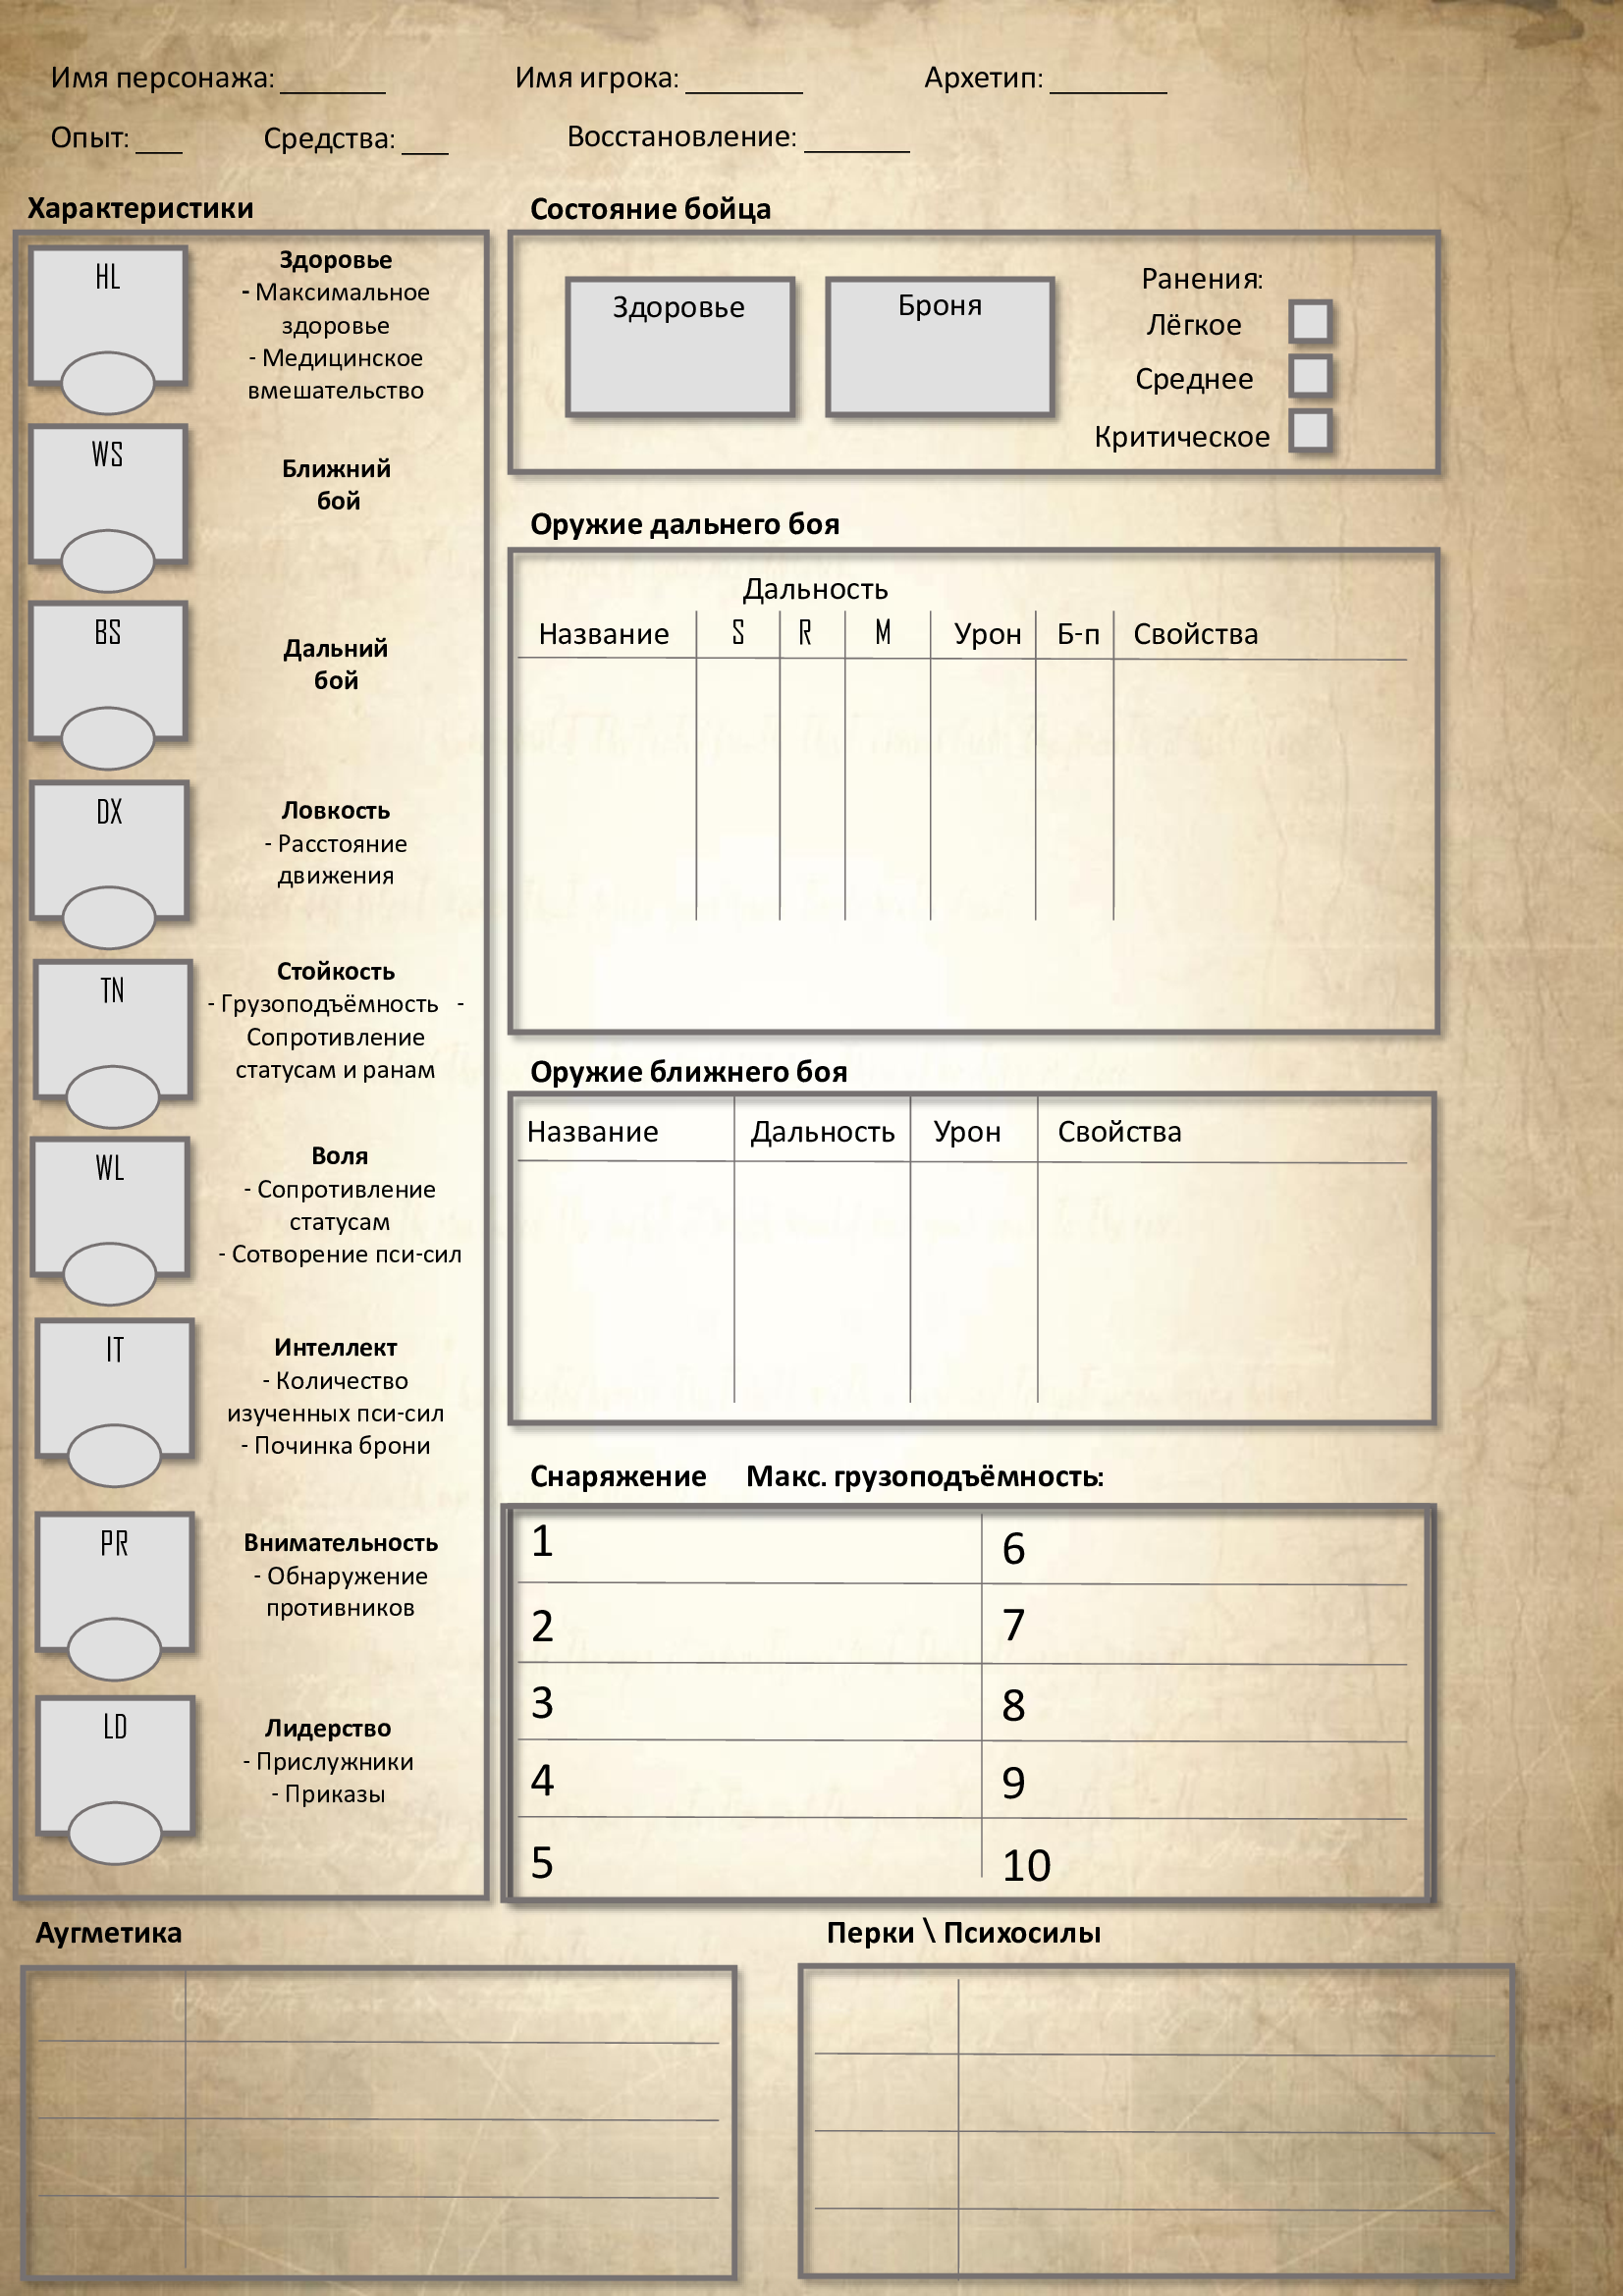 Имя персонажа: _______ Имя игрока: _______ Архетип: _______
Опыт: ___ Средства: ___ Восстановление: _______
Характеристики
HL
Здоровье
- Максимальное
здоровье
- Медицинское
вмешательство
WS
Ближний
бой
BS
Дальний
бой
DX
Ловкость
- Расстояние
движения
TN
Стойкость
- Грузоподъёмность -
Сопротивление
статусам и ранам
WL
Воля
- Сопротивление
статусам
- Сотворение пси-сил
IT
Интеллект
- Количество
изученных пси-сил
- Починка брони
PR
Внимательность
- Обнаружение
противников
LD
Лидерство
- Прислужники
- Приказы
Состояние бойца
Здоровье
Броня
Ранения:
Лёгкое
Среднее
Критическое
Оружие дальнего боя
Дальность
Название S R M Урон Б-п Свойства
Оружие ближнего боя
Название Дальность Урон Свойства
Снаряжение Макс. грузоподъёмность:
1 6
2 7
3 8
4 9
5 10
Аугметика
Перки \ Психосилы